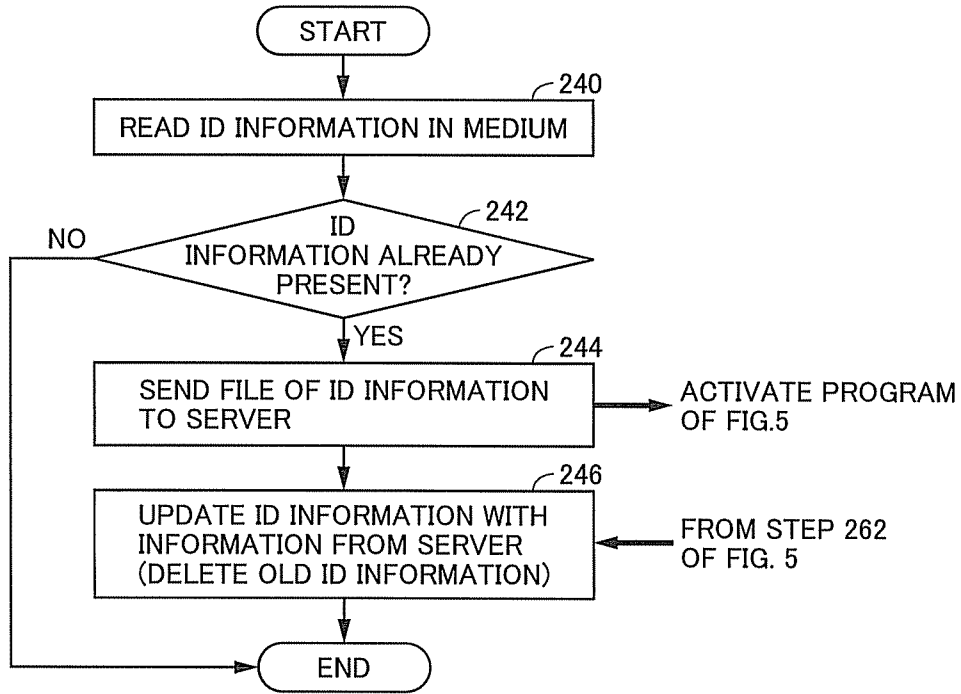 START
240
READ ID INFORMATION IN MEDIUM
242
ID
INFORMATION ALREADY
PRESENT?
NO
YES
244
SEND FILE OF ID INFORMATION
TO SERVER
ACTIVATE PROGRAM
OF FIG.5
246
UPDATE ID INFORMATION WITH
INFORMATION FROM SERVER
(DELETE OLD ID INFORMATION)
FROM STEP 262
OF FIG. 5
END